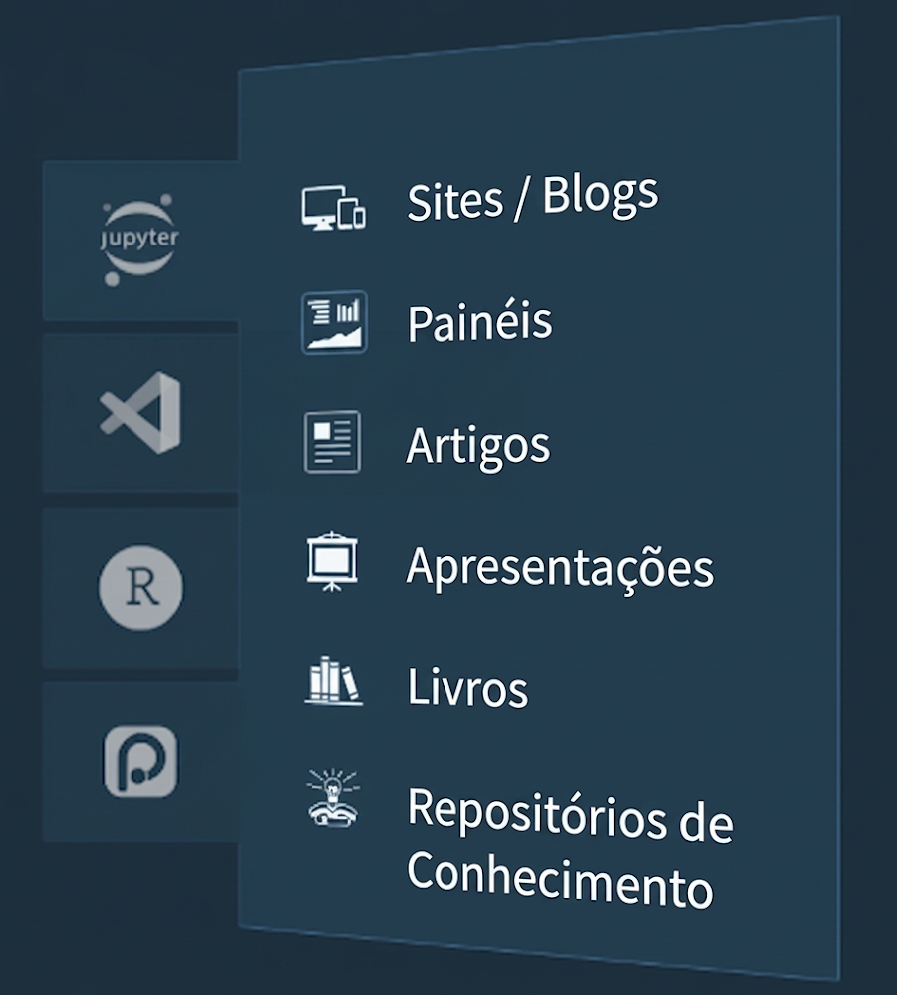 jupyter
R
Sites / Blogs
Painéis
Artigos
Apresentações
Livros
Repositórios de
Conhecimento